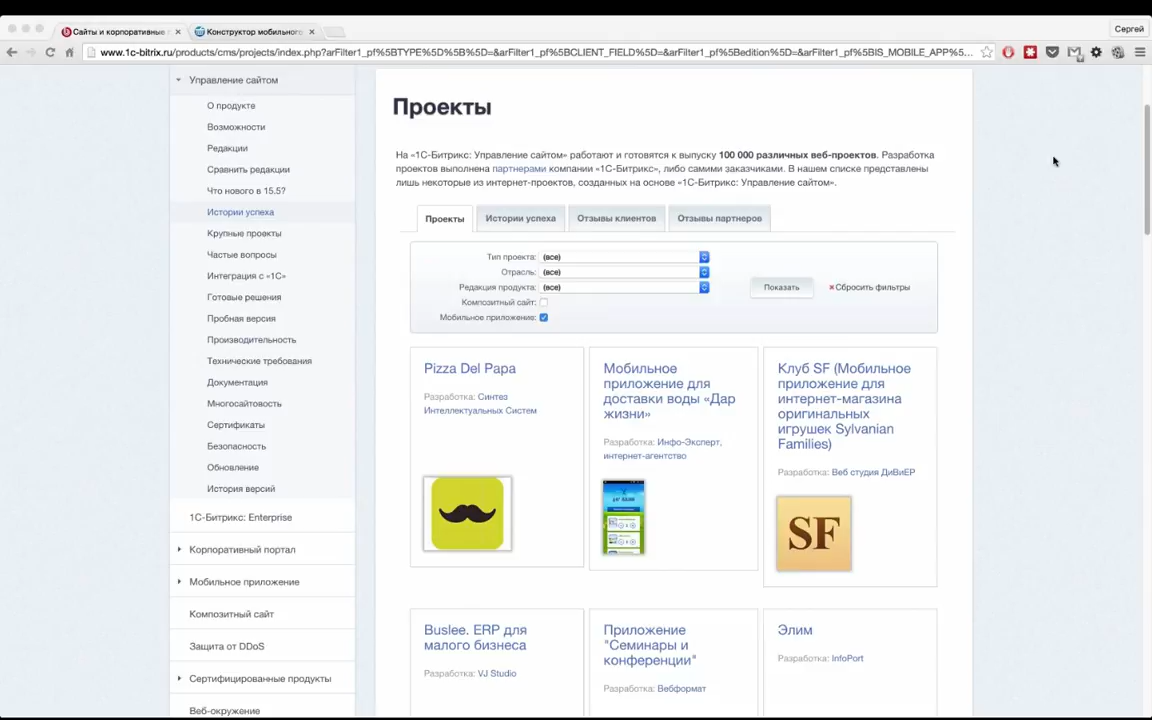 Сайты и корпоративные
Конструктор мобильного
Сергей
www.1c-bitrix.ru/products/cms/projects/index.php?arFilter1_pf%5BTYPE%5D%5B%5D=&arFilter1_pf%5BCLIENT_FIELD%5D=&arFilter1_pf%5Bedition%5D=&arFilter1_pf%5BIS_MOBILE_APP%5...
Управление сайтом
О продукте
Возможности
Редакции
Сравнить редакции
Что нового в 15.5?
Истории успеха
Крупные проекты
Частые вопросы
Интеграция с «1С»
Готовые решения
Пробная версия
Производительность
Технические требования
Документация
Многосайтовость
Сертификаты
Безопасность
Обновление
История версий
1С-Битрикс: Enterprise
Корпоративный портал
Мобильное приложение
Композитный сайт
Защита от DDoS
Сертифицированные продукты
Веб-окружение
Проекты
На «1С-Битрикс: Управление сайтом» работают и готовятся к выпуску 100 000 различных веб-проектов. Разработка
проектов выполнена партнерами компании «1С-Битрикс», либо самими заказчиками. В нашем списке представлены
лишь некоторые из интернет-проектов, созданных на основе «1С-Битрикс: Управление сайтом».
Проекты Истории успеха Отзывы клиентов Отзывы партнеров
Тип проекта: (все)
Отрасль: (все)
Редакция продукта: (все)
Композитный сайт:
Мобильное приложение:
Показать
×Сбросить фильтры
Pizza Del Papa
Разработка: Синтез
Интеллектуальных Систем
Мобильное
приложение для
доставки воды «Дар
жизни»
Разработка: Инфо-Эксперт,
интернет-агентство
Клуб SF (Мобильное
приложение для
интернет-магазина
оригинальных
игрушек Sylvanian
Families)
Разработка: Веб студия ДиВиЕР
SF
Buslee. ERP для
малого бизнеса
Разработка: VJ Studio
Приложение
"Семинары и
конференции"
Разработка: Вебформат
Элим
Разработка: InfoPort